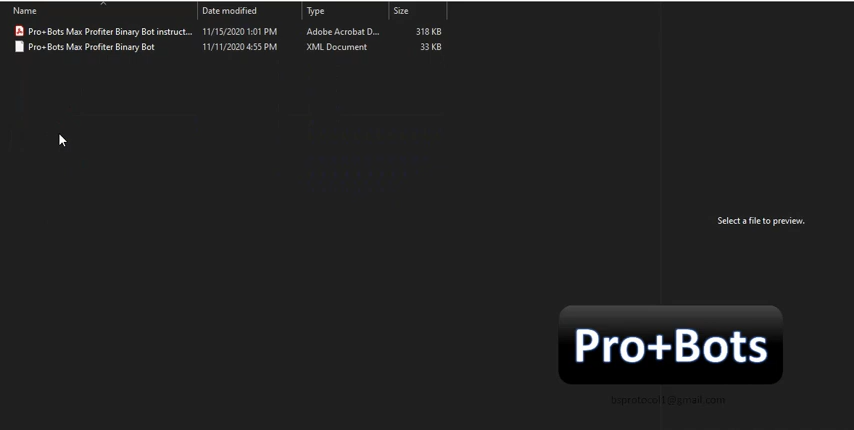 Name Date modified Type Size
Pro+Bots Max Profiter Binary Bot instruct... 11/15/2020 1:01 PM Adobe Acrobat D... 318 KB
Pro+Bots Max Profiter Binary Bot 11/11/2020 4:55 PM XML Document 33 KB
Select a file to preview.
Pro+Bots